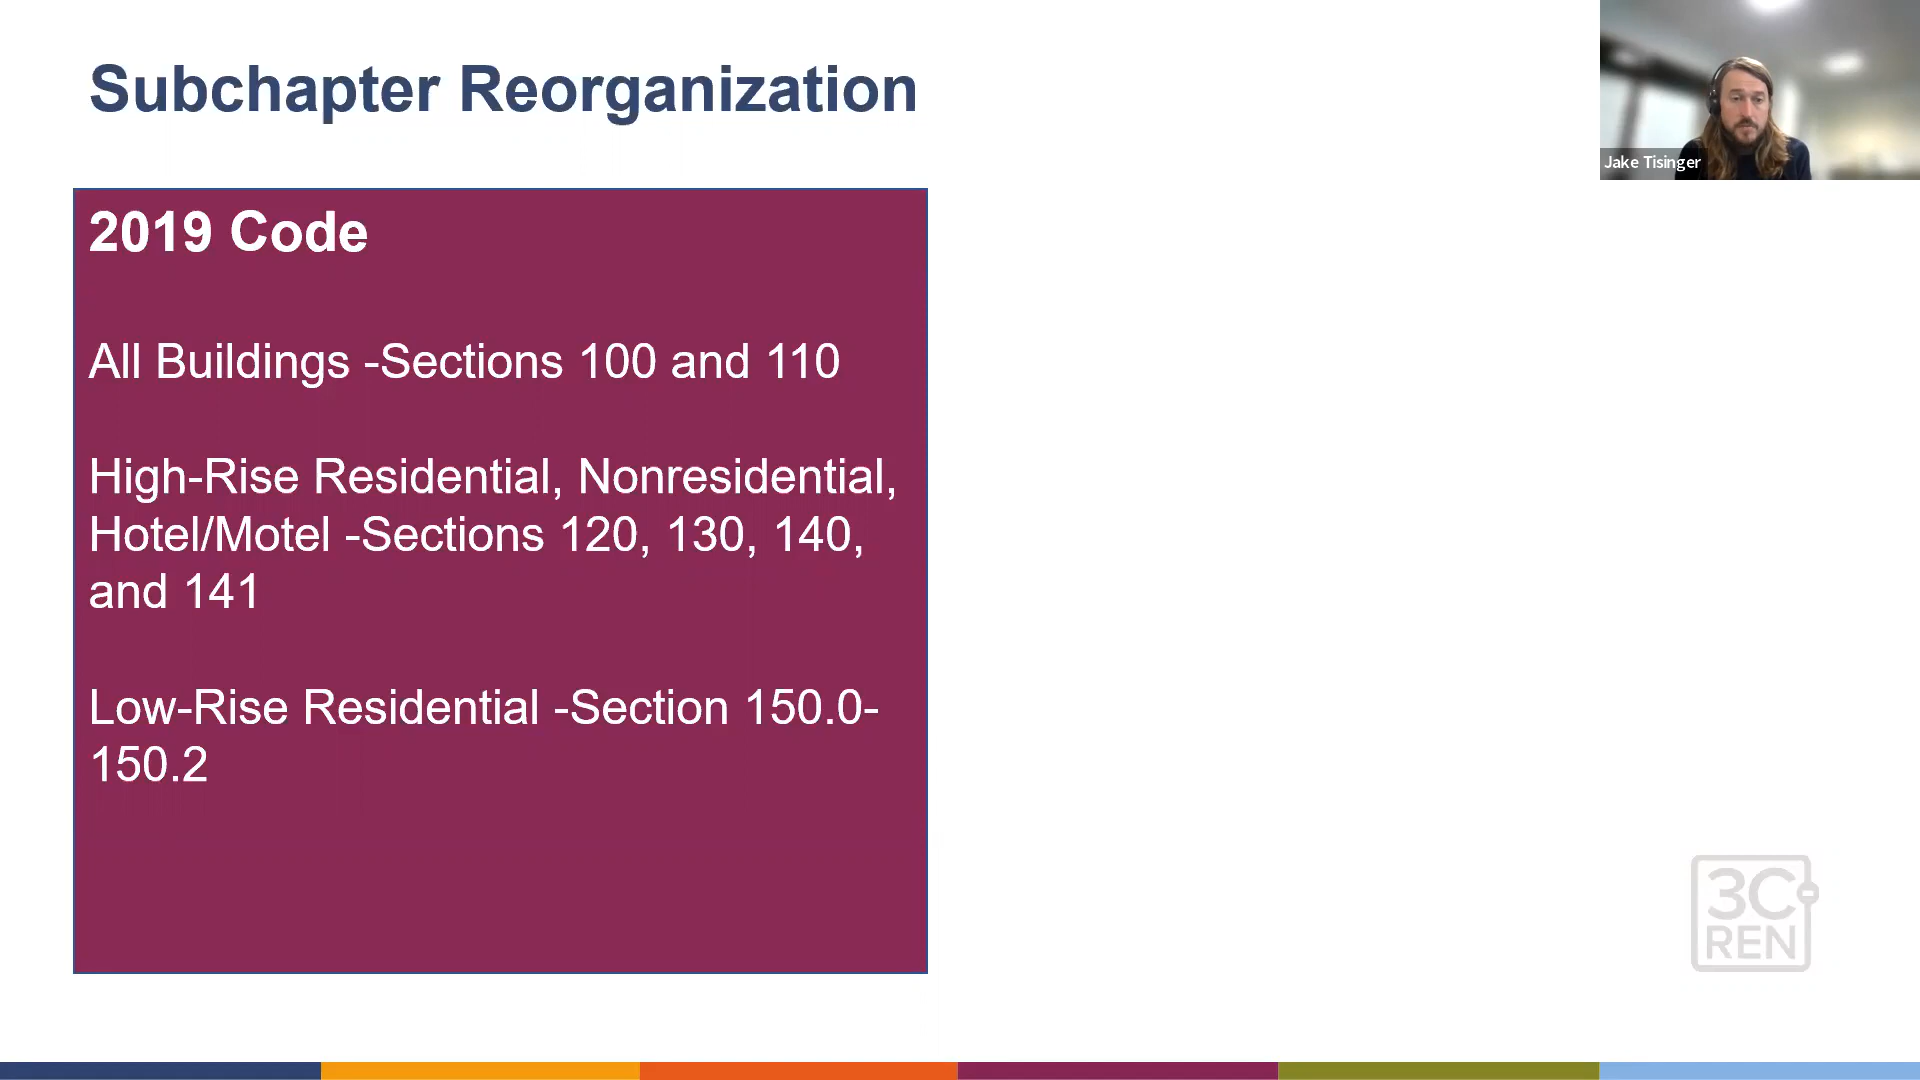 Subchapter Reorganization
Jake Tisinger
2019 Code
All Buildings -Sections 100 and 110
High-Rise Residential, Nonresidential,
Hotel/Motel -Sections 120, 130, 140,
and 141
Low-Rise Residential -Section 150.0-
150.2
3C-
REN